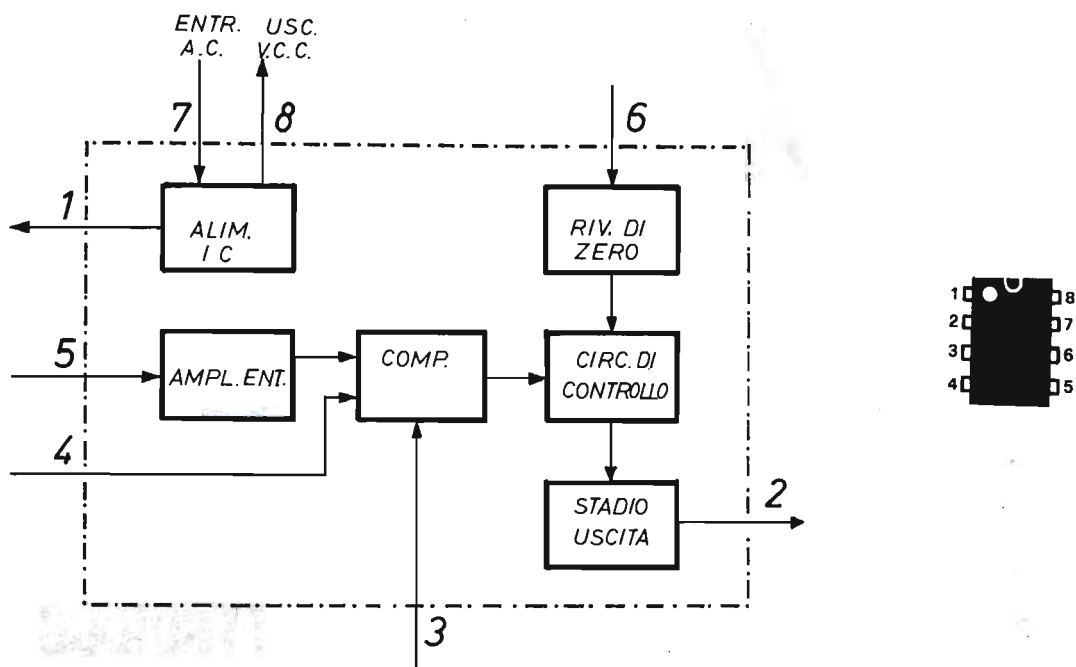 ENTR. USC.
A.C. V.C.C.
7 8 6
1
ALIM.
IC
RIV. DI
ZERO
5
AMPL. ENT.
COMP.
CIRC. DI
CONTROLLO
4
STADIO
USCITA
2
3
1 8
2 7
3 6
4 5